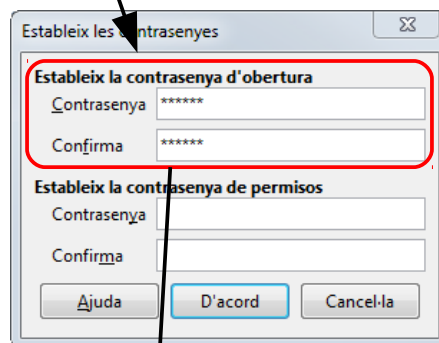 Estableix les contrasenyes
Estableix la contrasenya d'obertura
Contrasenya ******
Confirma ******
Estableix la contrasenya de permisos
Contrasenya
Confirma
Ajuda D'acord Cancel·la